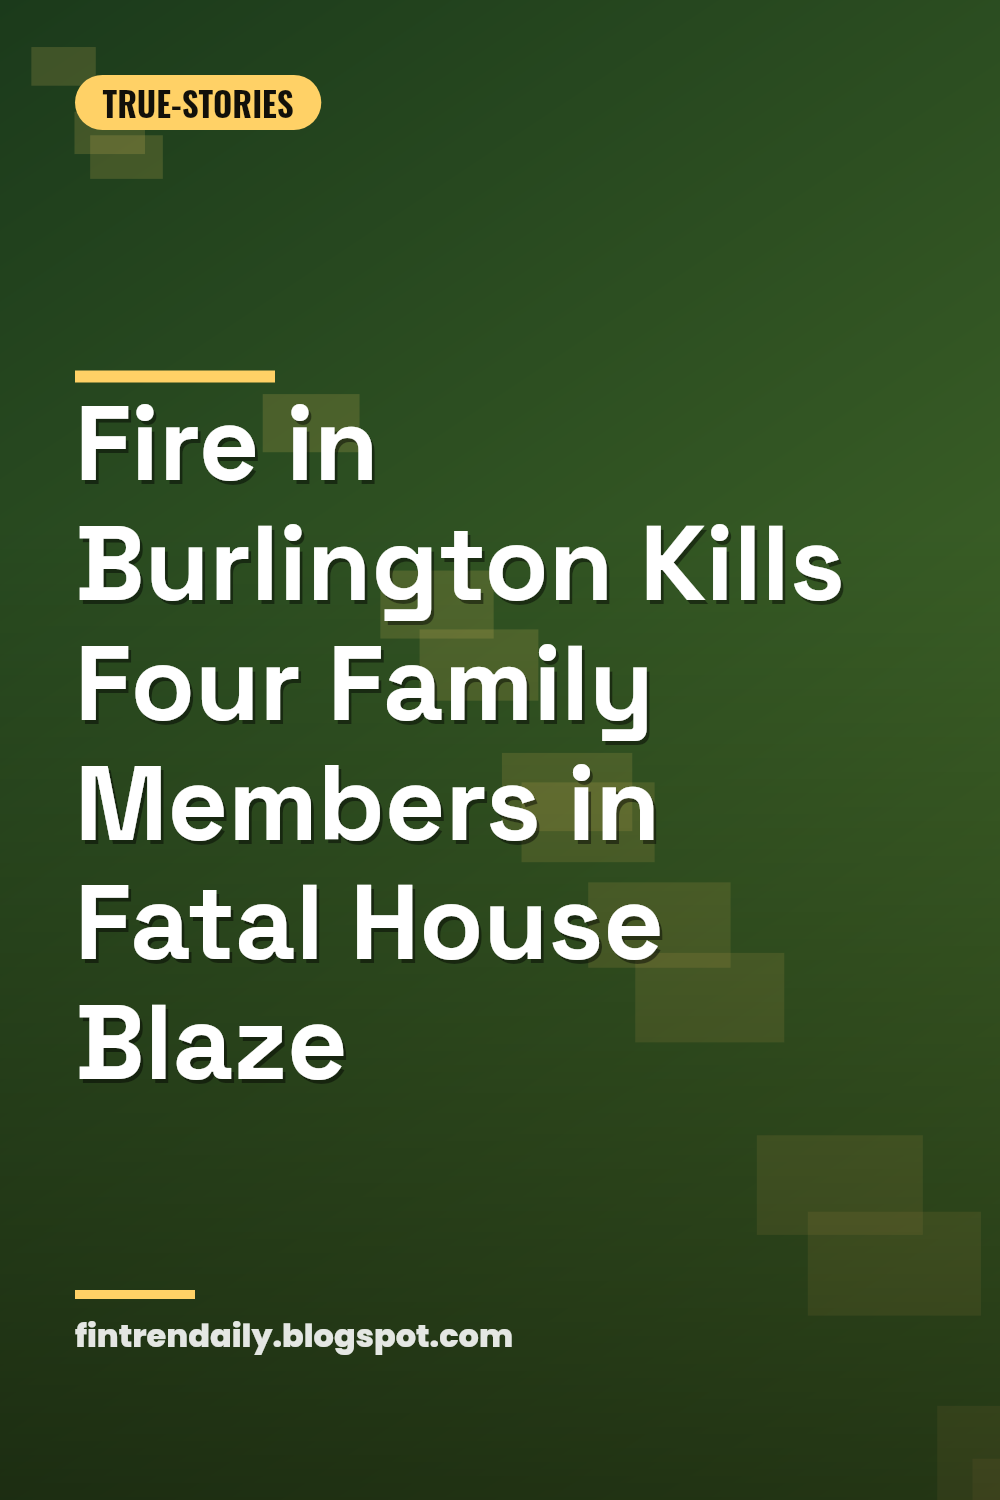 TRUE-STORIES
Fire in
Burlington Kills
Four Family
Members in
Fatal House
Blaze
fintrendaily.blogspot.com